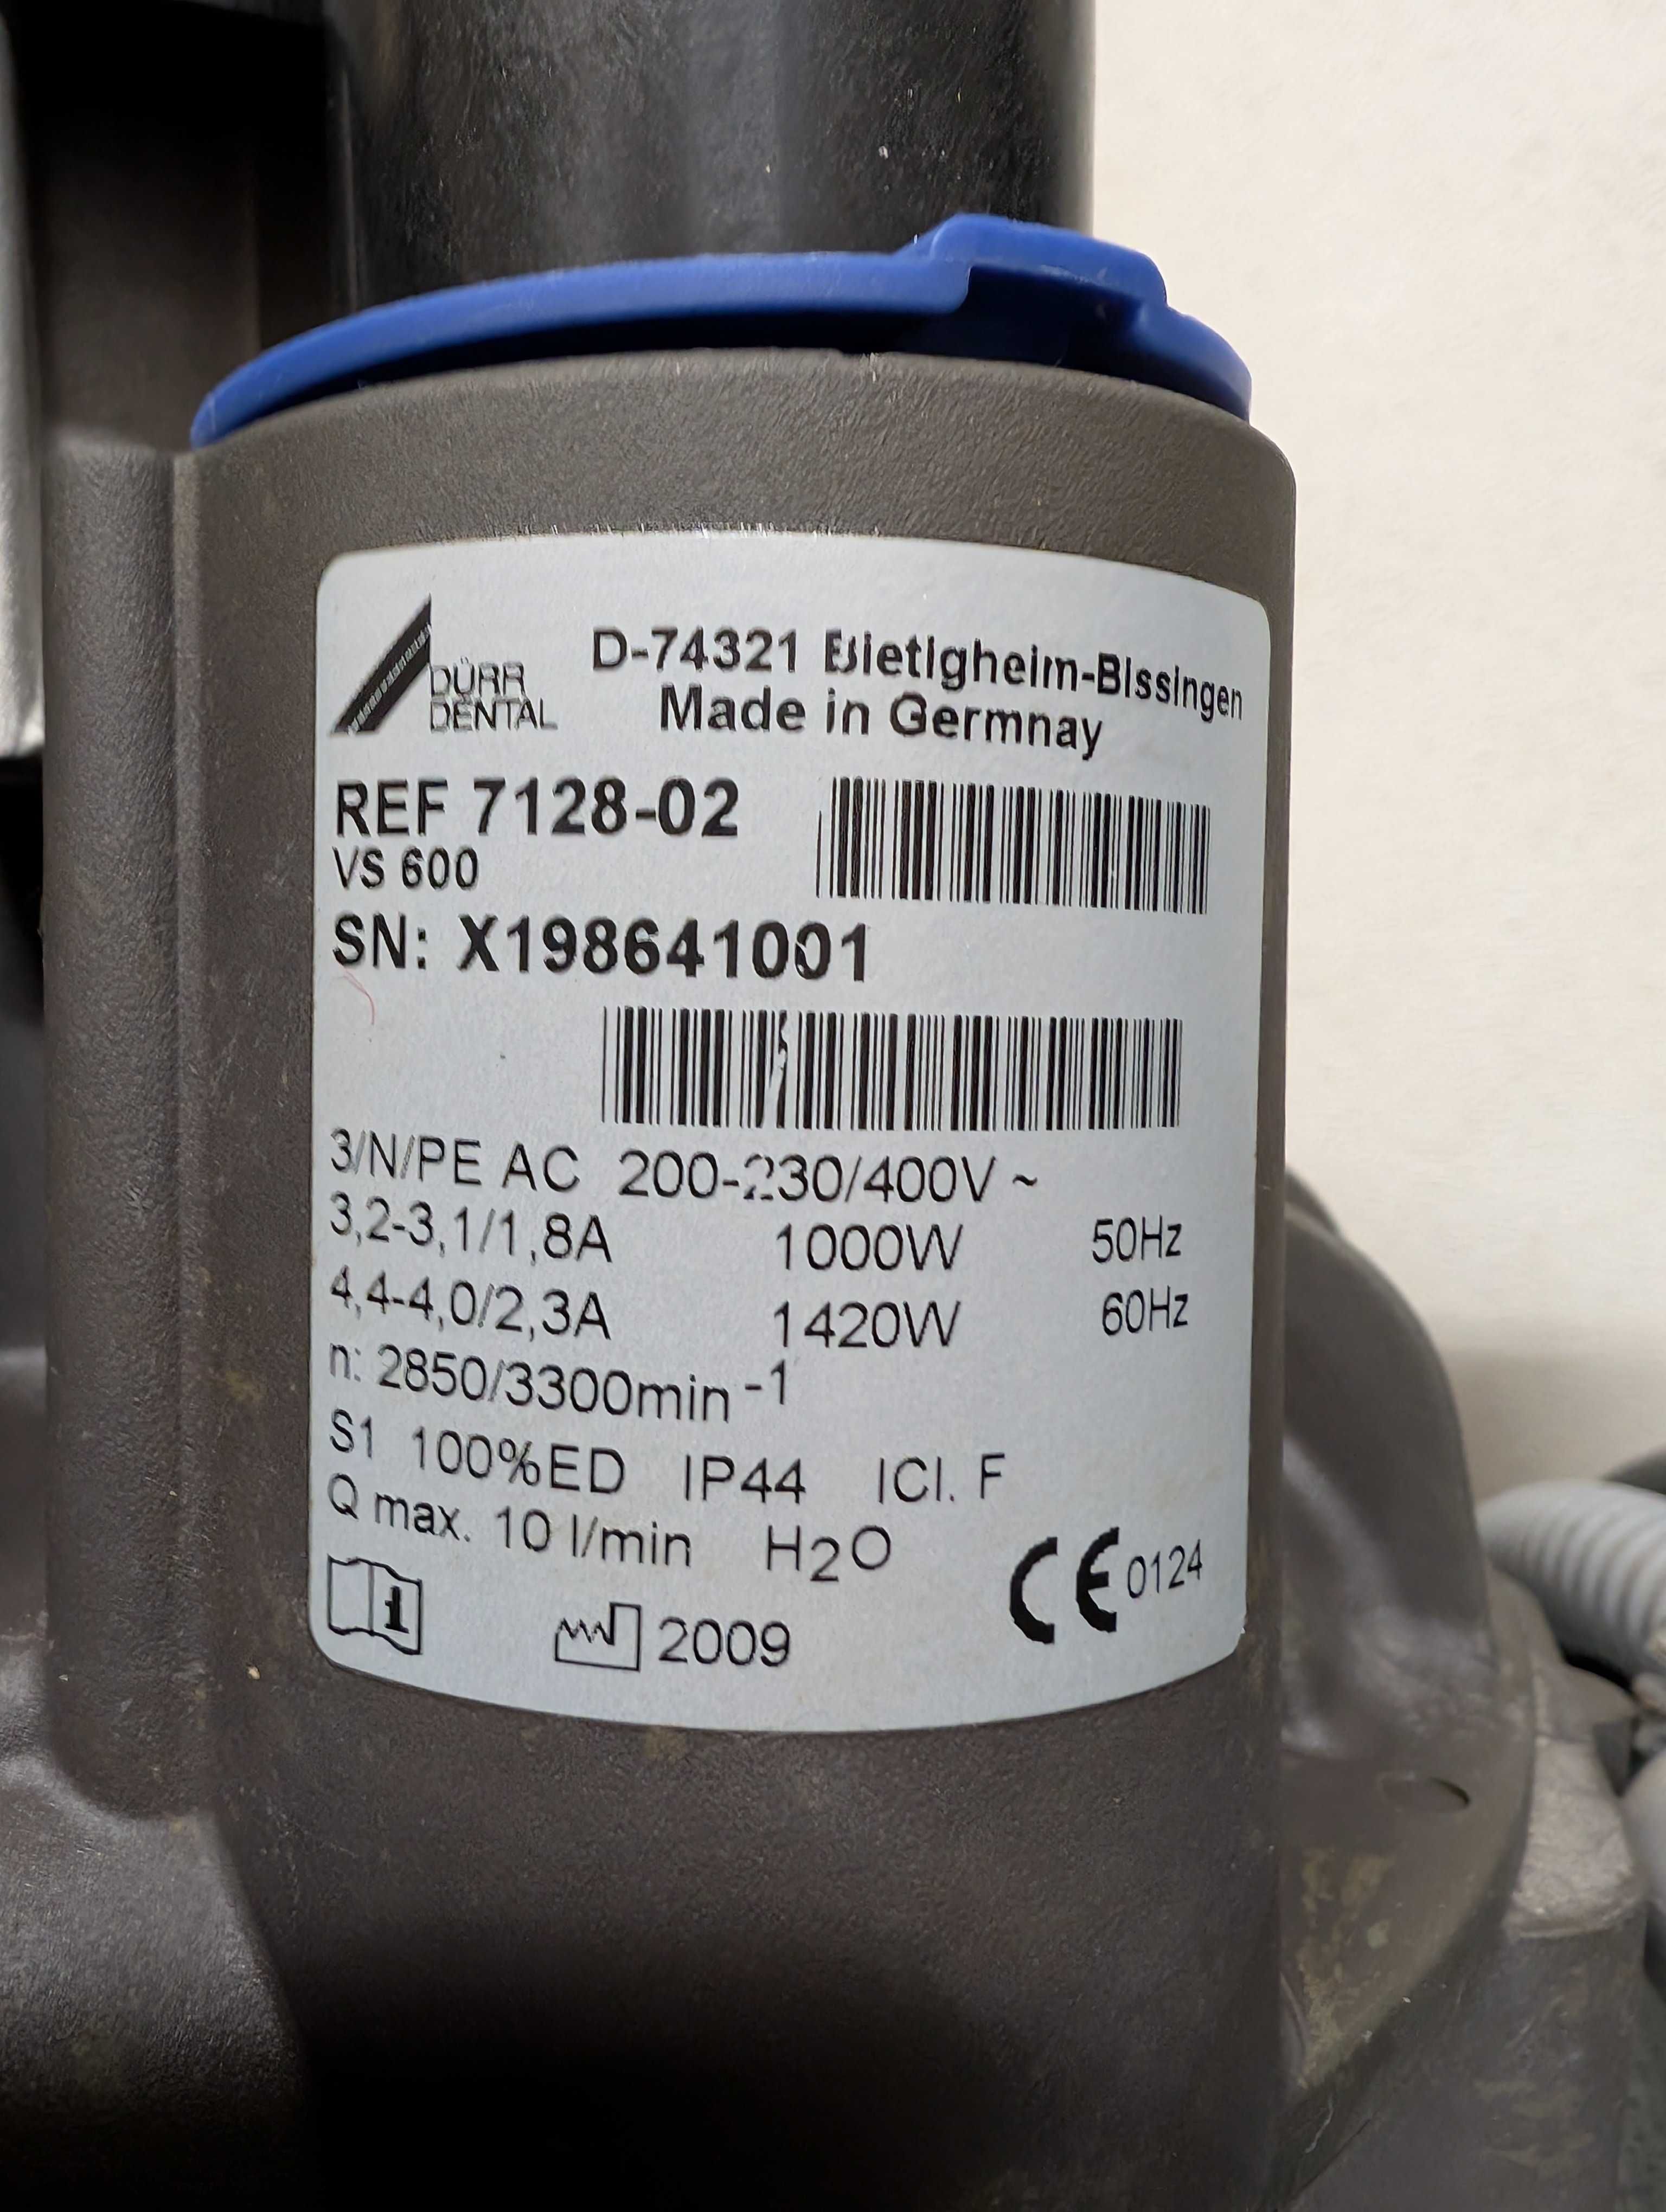 DÜRR
DENTAL
D-74321 Bietigheim-Bissingen
Made in Germnay
REF 7128-02
VS 600
SN: X198641001
3/N/PE AC 200-230/400V ~
3,2-3,1/1,8A 1000W 50Hz
4,4-4,0/2,3A 1420W 60Hz
n: 2850/3300min -1
S1 100%ED IP44 ICl. F
Q max. 10 l/min H2O
i
2009
CE 0124